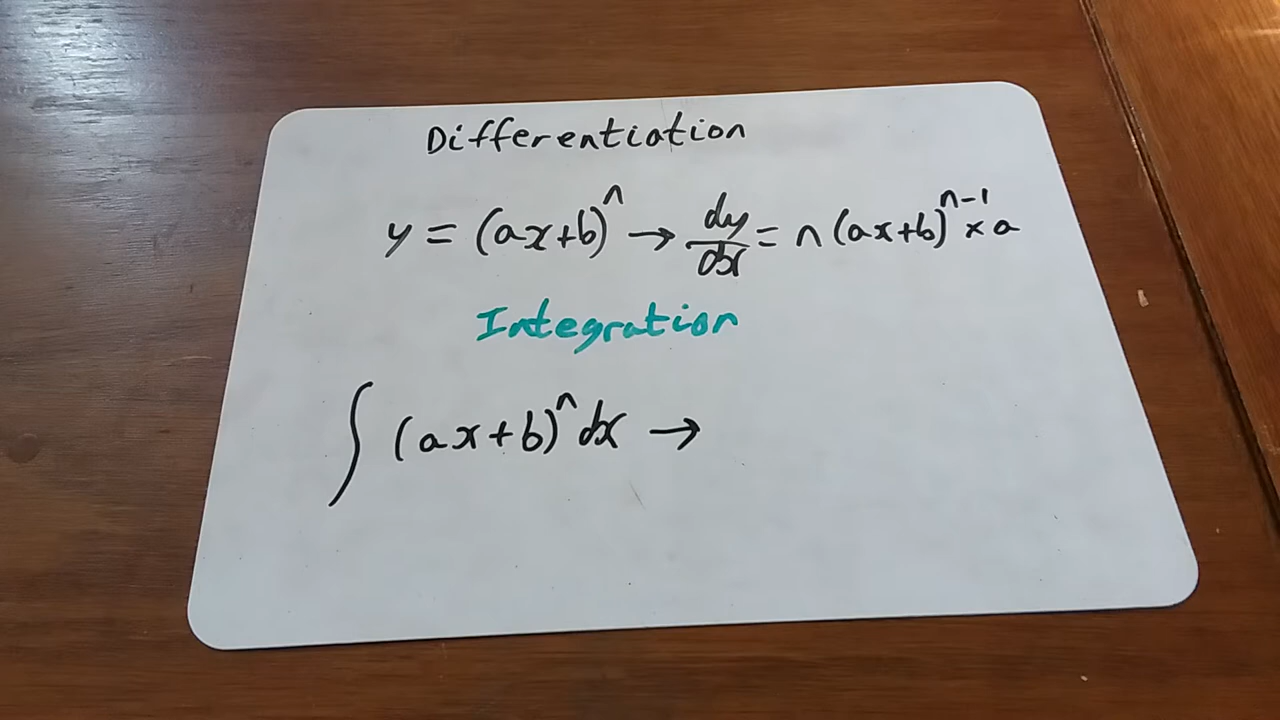 Differentiation
y = (ax+b)^n → dy/dx = n(ax+b)^{n-1} × a
Integration
∫ (ax+b)^n dx →